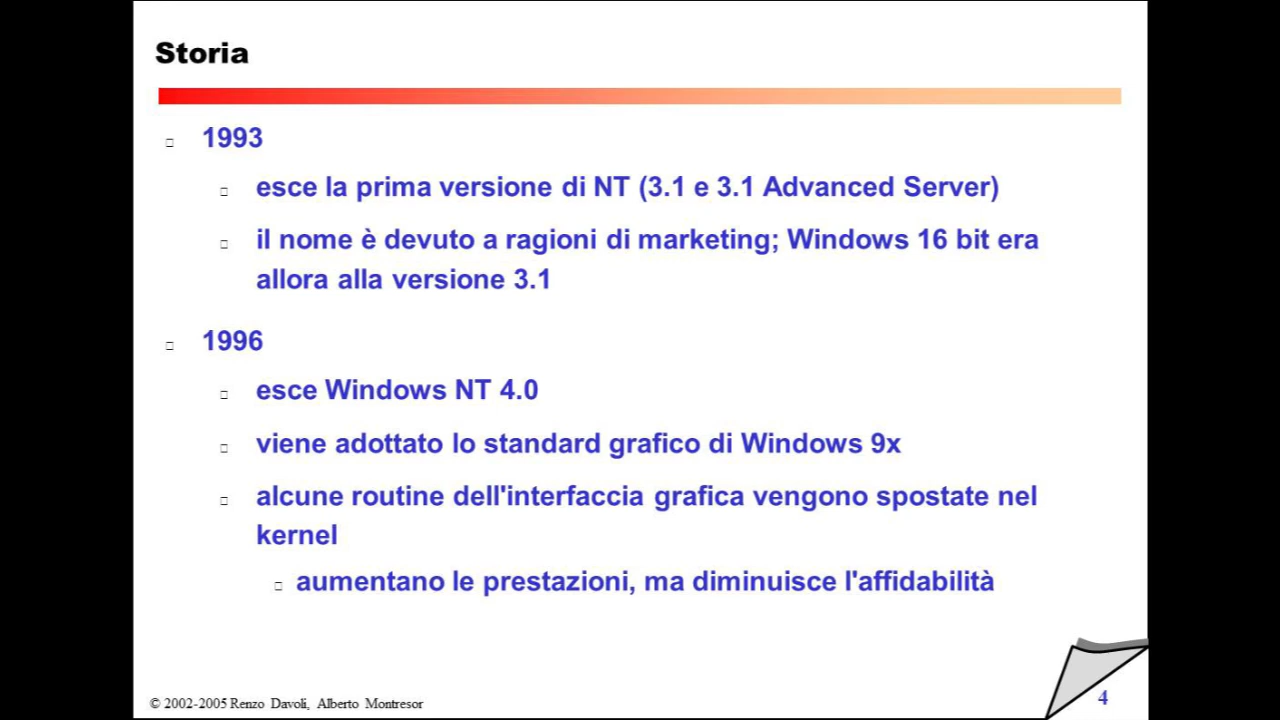 Storia
1993
esce la prima versione di NT (3.1 e 3.1 Advanced Server)
il nome è devuto a ragioni di marketing; Windows 16 bit era
allora alla versione 3.1
1996
esce Windows NT 4.0
viene adottato lo standard grafico di Windows 9x
alcune routine dell'interfaccia grafica vengono spostate nel
kernel
aumentano le prestazioni, ma diminuisce l'affidabilità
© 2002-2005 Renzo Davoli, Alberto Montresor
4